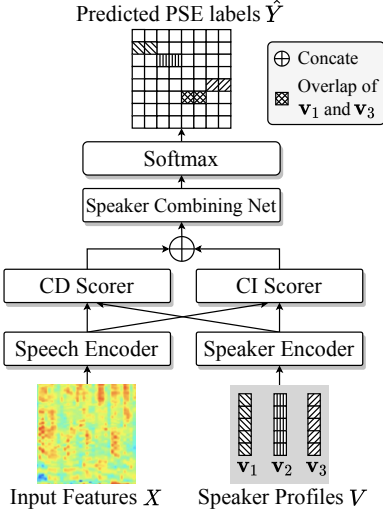 Predicted PSE labels Ŷ
Concate
Overlap of
v₁ and v₃
Softmax
Speaker Combining Net
CD Scorer
CI Scorer
Speech Encoder
Speaker Encoder
v₁ v₂ v₃
Input Features X
Speaker Profiles V